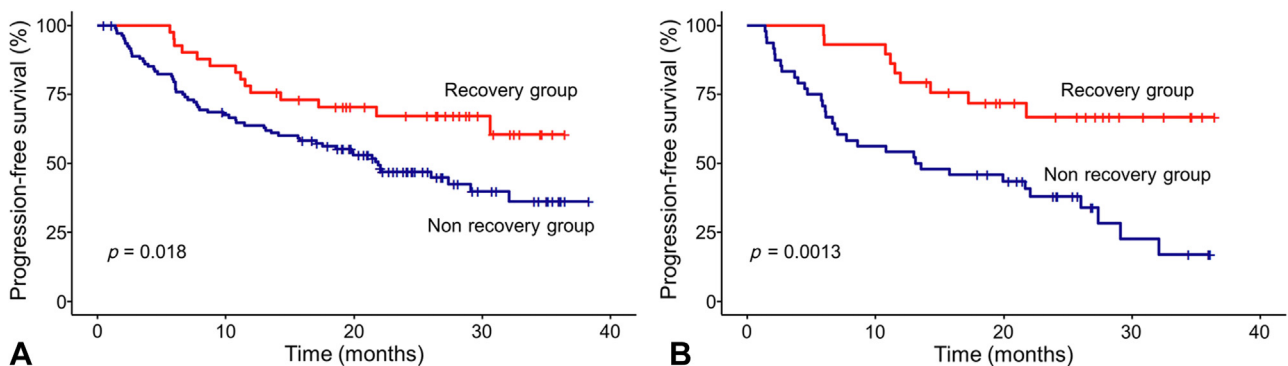 Progression-free survival (%)
100
75
50
25
0
Recovery group
Non recovery group
p = 0.018
0 10 20 30 40
Time (months)
A
Progression-free survival (%)
100
75
50
25
0
Recovery group
Non recovery group
p = 0.0013
0 10 20 30 40
Time (months)
B